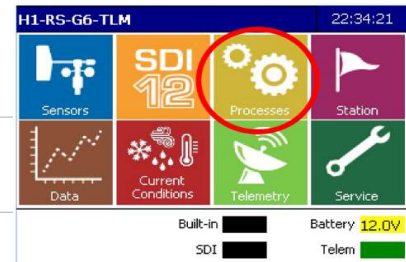 H1-RS-G6-TLM 22:34:21
SDI
12
Sensors Processes Station
Data Current Conditions Telemetry Service
Built-in Battery 12.0V
SDI Telem